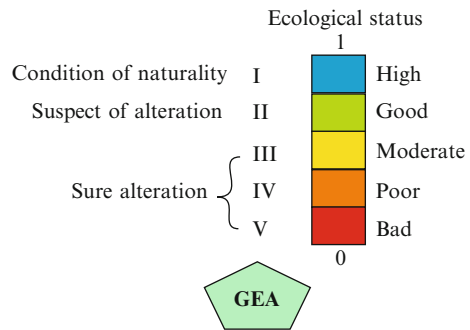 Ecological status
1
Condition of naturality I High
Suspect of alteration II Good
III Moderate
Sure alteration IV Poor
V Bad
0
GEA